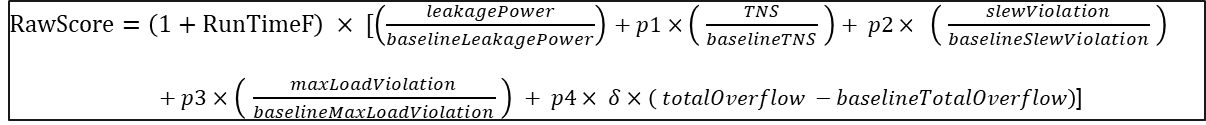 RawScore = (1 + RunTimeF) × [(leakagePower / baselineLeakagePower) + p1 × (TNS / baselineTNS) + p2 × (slewViolation / baselineSlewViolation)
+ p3 × (maxLoadViolation / baselineMaxLoadViolation) + p4 × δ × ( totalOverflow − baselineTotalOverflow)]